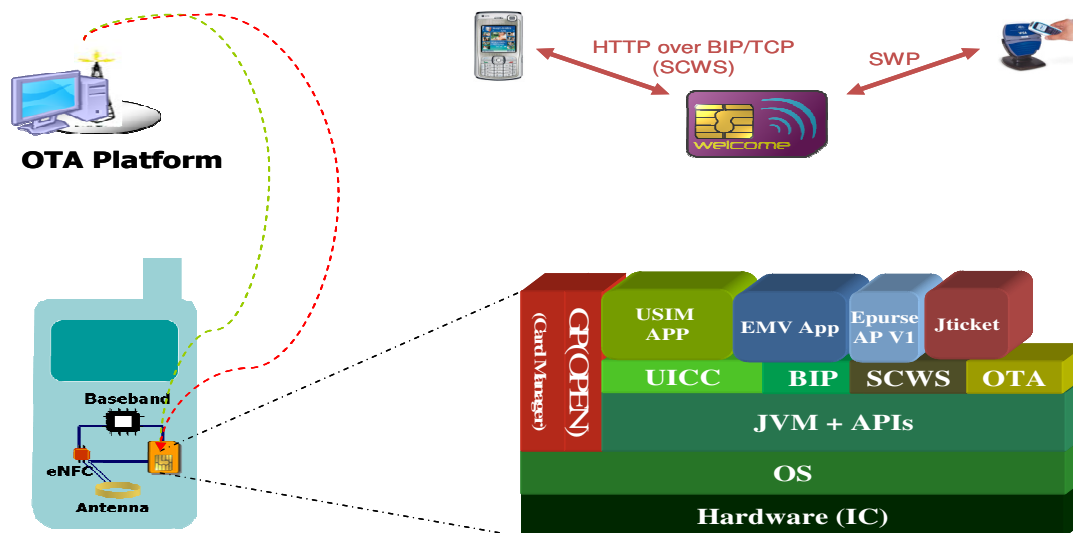 HTTP over BIP/TCP
(SCWS)
SWP
welcome
OTA Platform
Baseband
eNFC
Antenna
GP(OPEN)
(Card Manager)
USIM
APP
EMV App
Epurse
AP V1
Jticket
UICC
BIP
SCWS
OTA
JVM + APIs
OS
Hardware (IC)